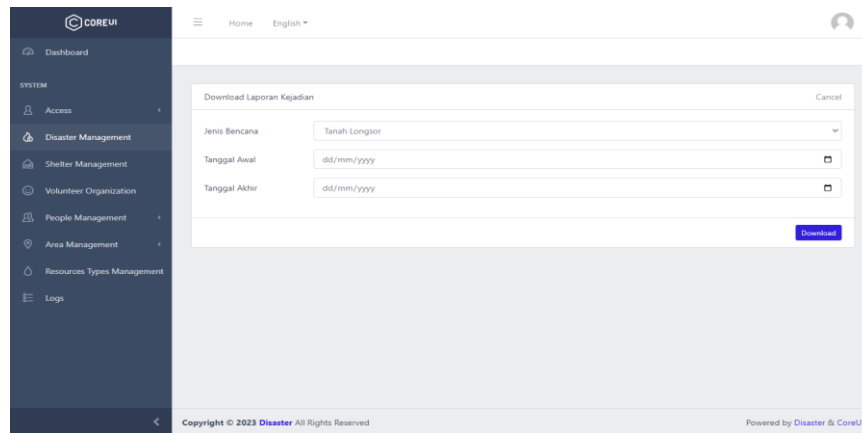 COREUI
Home English
Dashboard
SYSTEM
Access
Disaster Management
Shelter Management
Volunteer Organization
People Management
Area Management
Resources Types Management
Logs
Download Laporan Kejadian Cancel
Jenis Bencana Tanah Longsor
Tanggal Awal dd/mm/yyyy
Tanggal Akhir dd/mm/yyyy
Download
Copyright © 2023 Disaster All Rights Reserved Powered by Disaster & CoreU